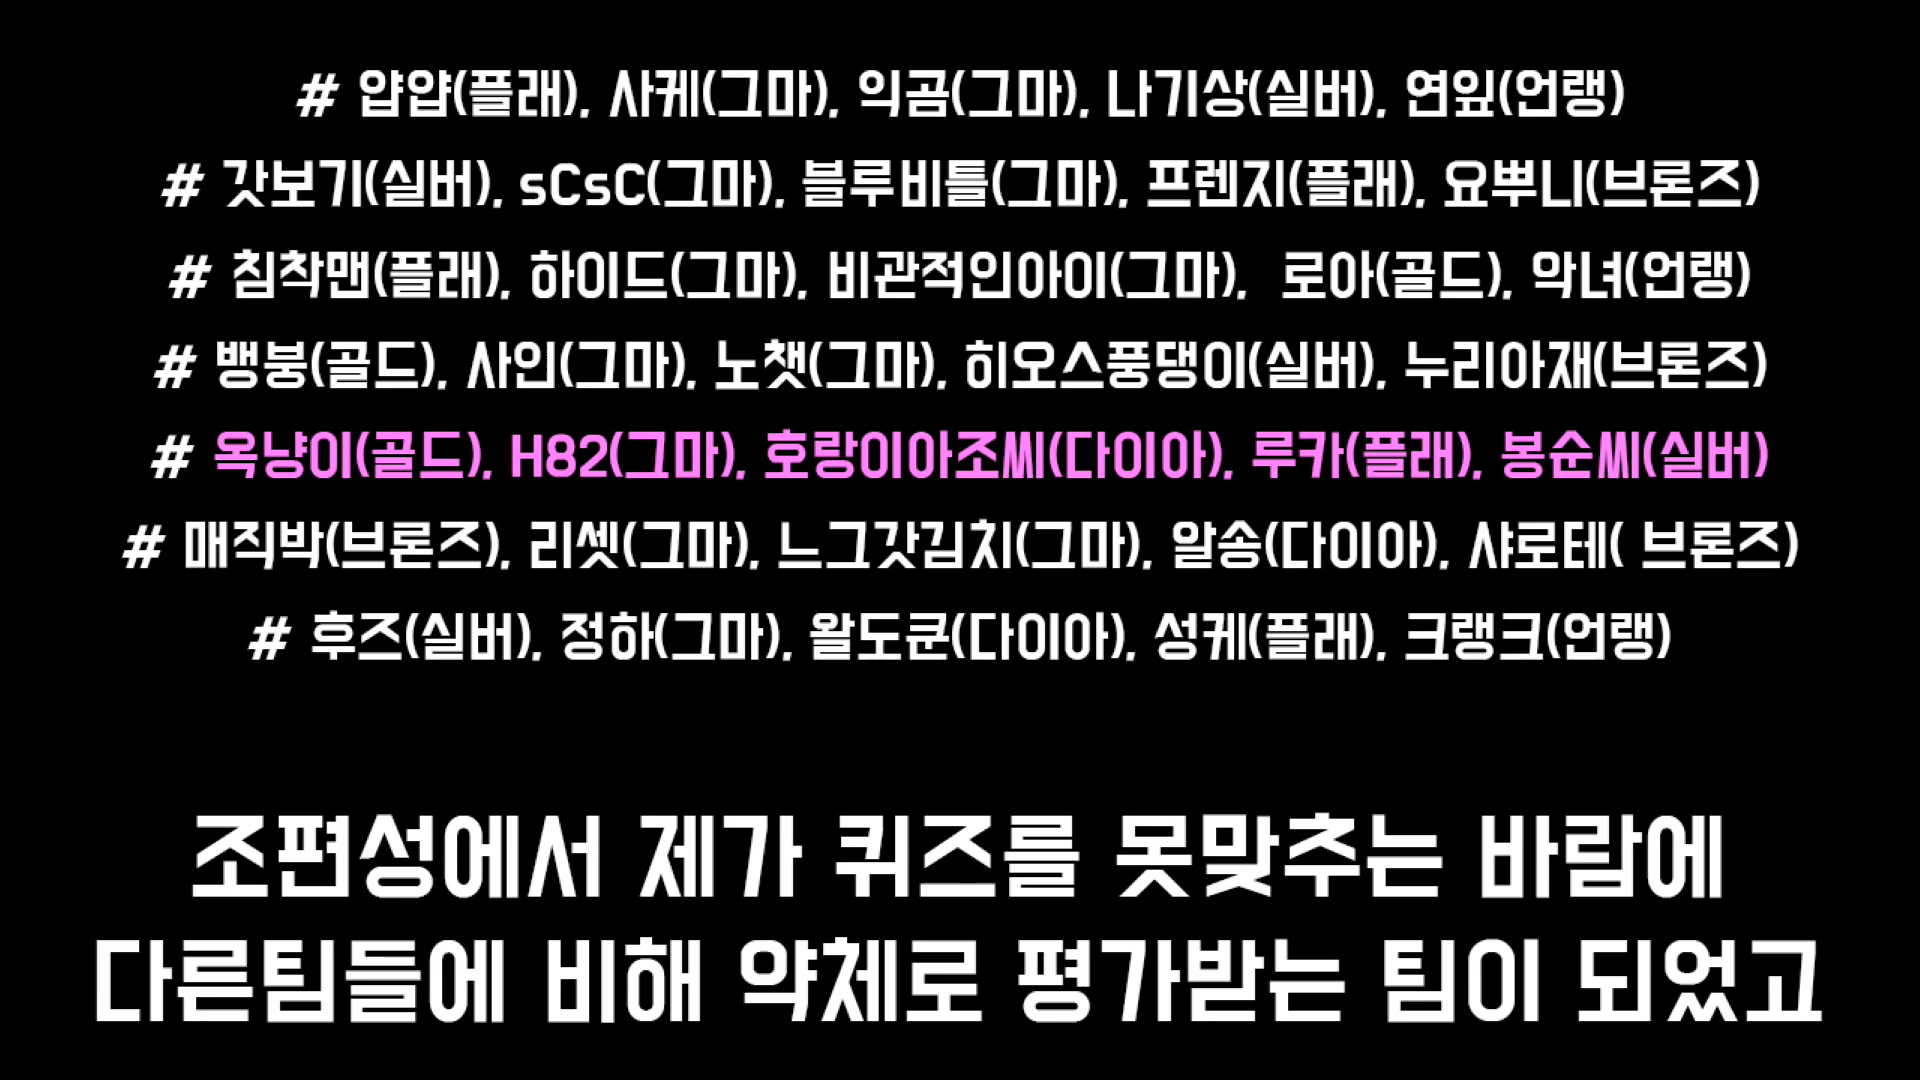 # 얍얍(플래), 사케(그마), 익곰(그마), 나기상(실버), 연잎(언랭)
# 갓보기(실버), sCsC(그마), 블루비틀(그마), 프렌지(플래), 요뿌니(브론즈)
# 침착맨(플래), 하이드(그마), 비관적인아이(그마), 로아(골드), 악녀(언랭)
# 뱅붕(골드), 사인(그마), 노챗(그마), 히오스풍댕이(실버), 누리아재(브론즈)
# 옥냥이(골드), H82(그마), 호랑이아조씨(다이아), 루카(플래), 봉순씨(실버)
# 매직박(브론즈), 리셋(그마), 느그갓김치(그마), 알송(다이아), 샤로테( 브론즈)
# 후즈(실버), 정하(그마), 왈도쿤(다이아), 성케(플래), 크랭크(언랭)
조편성에서 제가 퀴즈를 못맞추는 바람에
다른팀들에 비해 약체로 평가받는 팀이 되었고